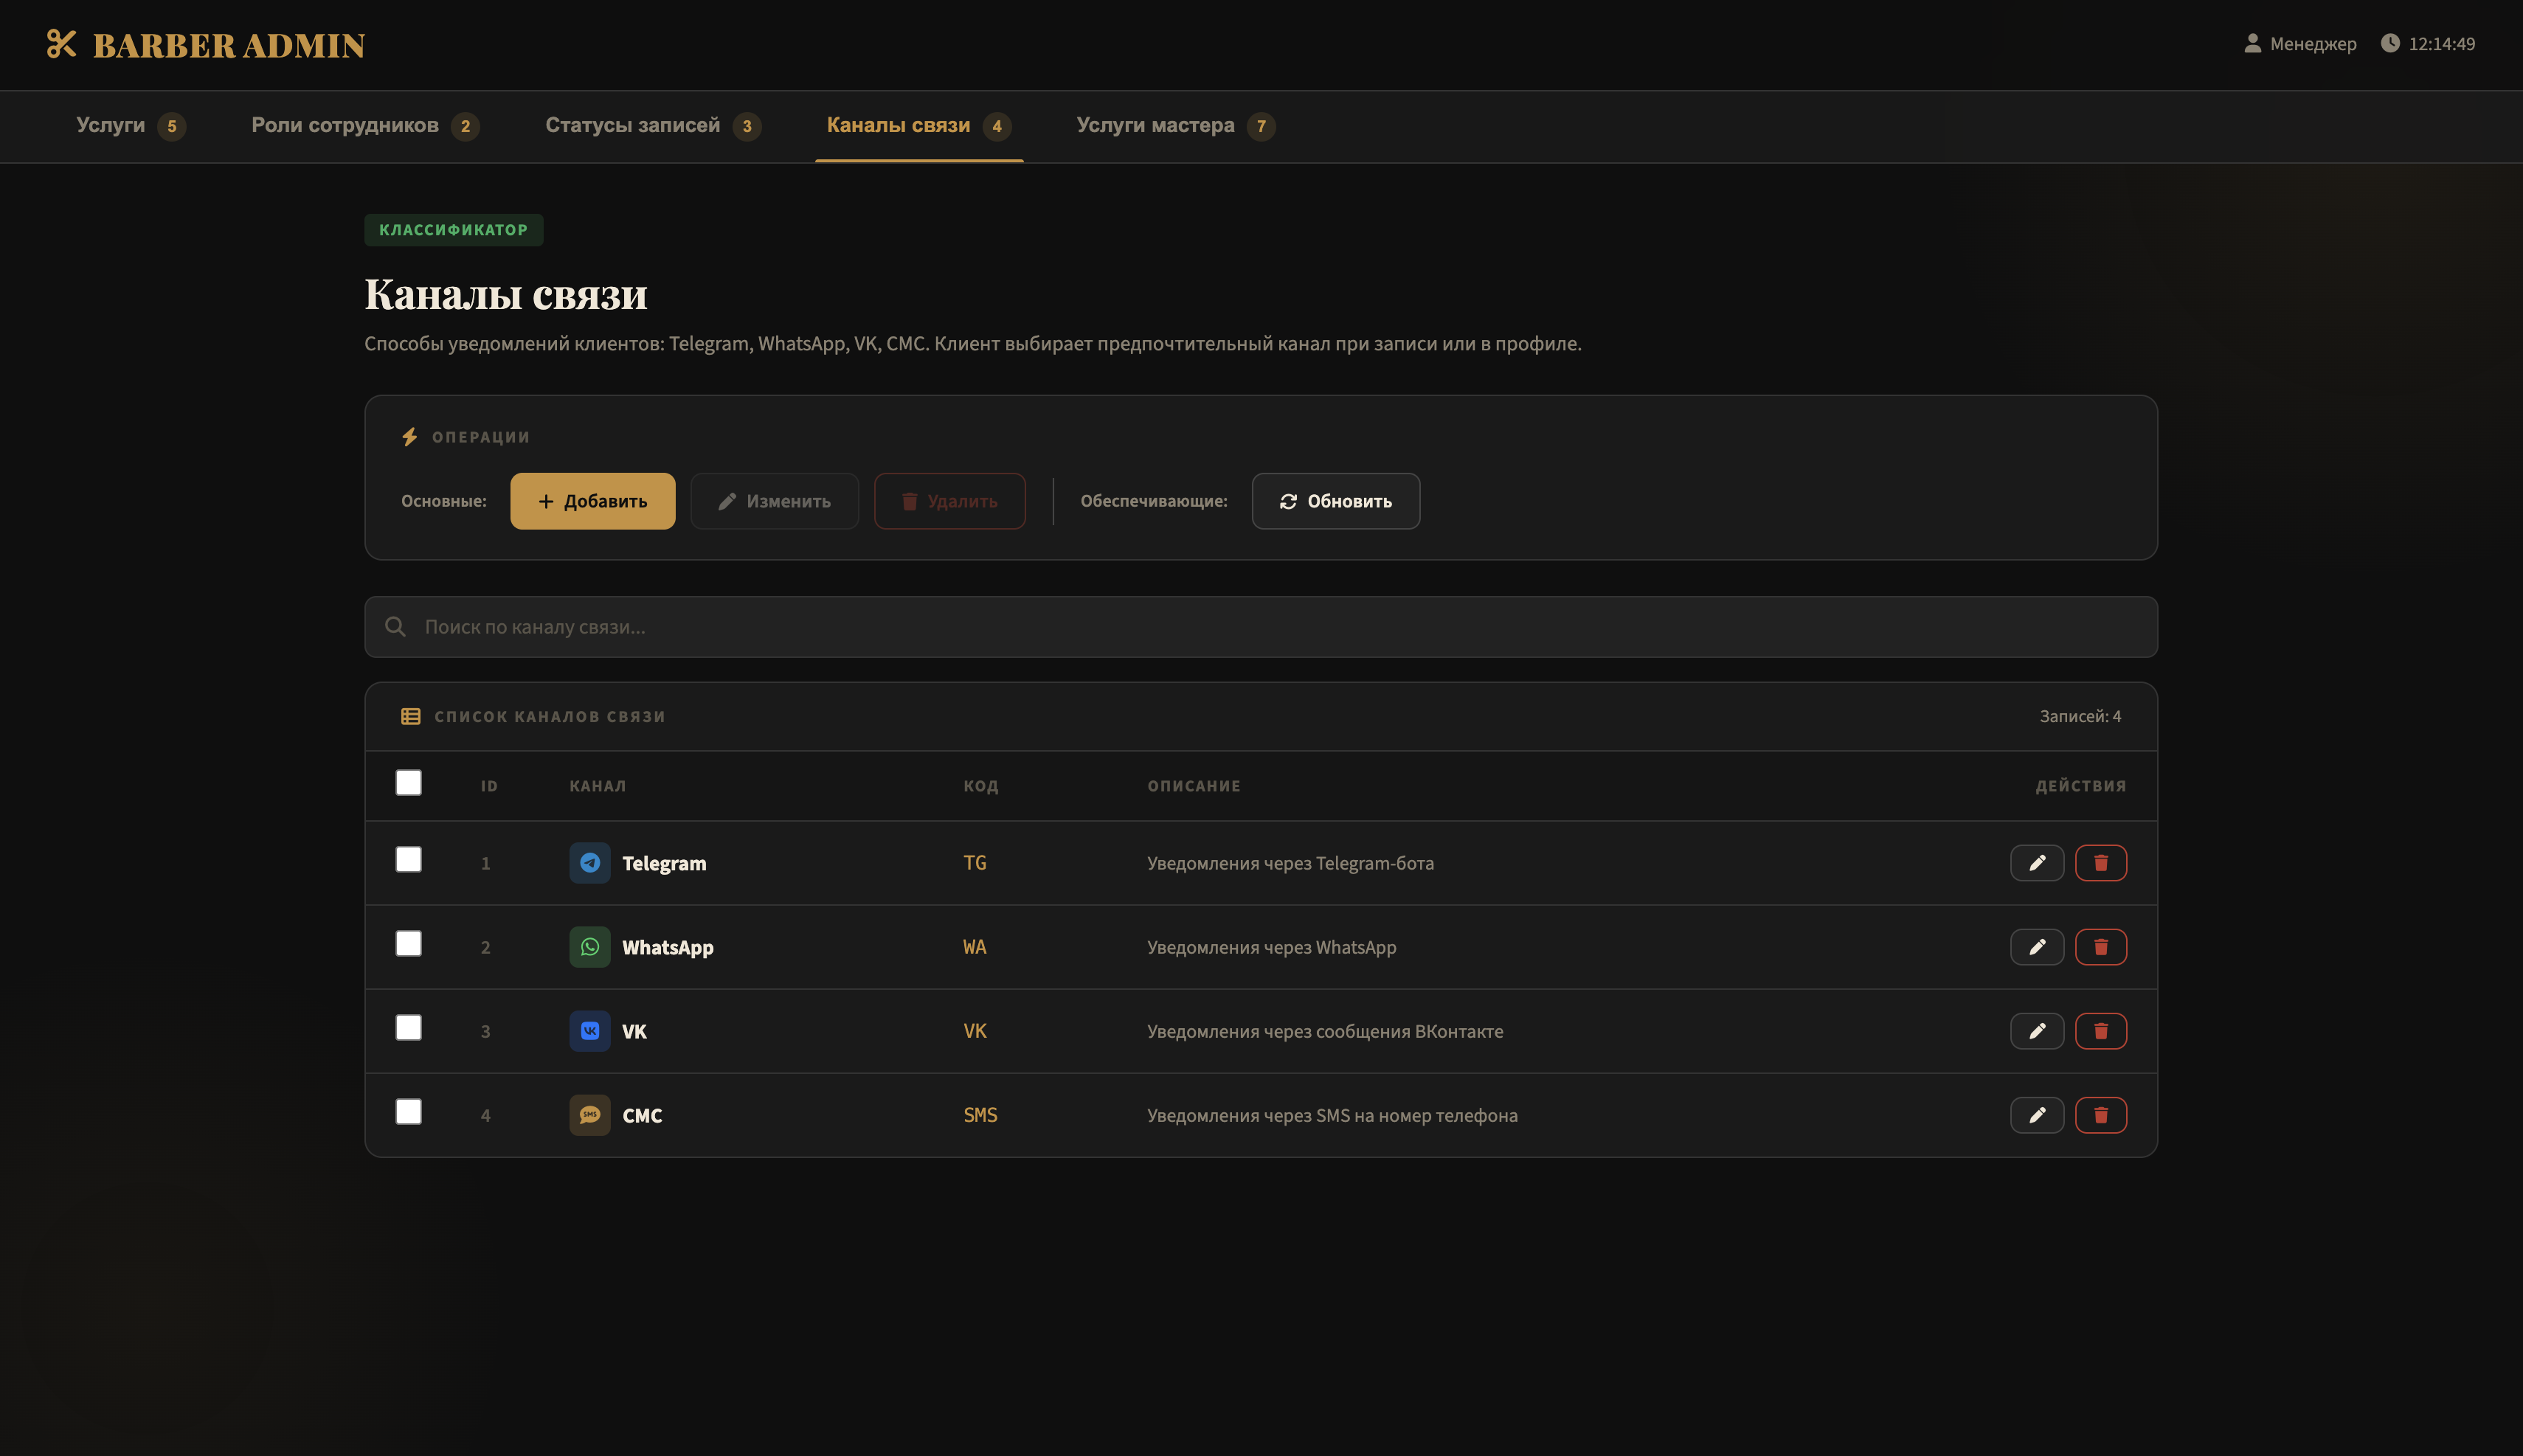 BARBER ADMIN
Менеджер 12:14:49
Услуги 5 Роли сотрудников 2 Статусы записей 3 Каналы связи 4 Услуги мастера 7
КЛАССИФИКАТОР
Каналы связи
Способы уведомлений клиентов: Telegram, WhatsApp, VK, СМС. Клиент выбирает предпочтительный канал при записи или в профиле.
ОПЕРАЦИИ
Основные: Добавить Изменить Удалить Обеспечивающие: Обновить
Поиск по каналу связи...
СПИСОК КАНАЛОВ СВЯЗИ Записей: 4
ID КАНАЛ КОД ОПИСАНИЕ ДЕЙСТВИЯ
1 Telegram TG Уведомления через Telegram-бота
2 WhatsApp WA Уведомления через WhatsApp
3 VK VK Уведомления через сообщения ВКонтакте
4 SMS СМС SMS Уведомления через SMS на номер телефона